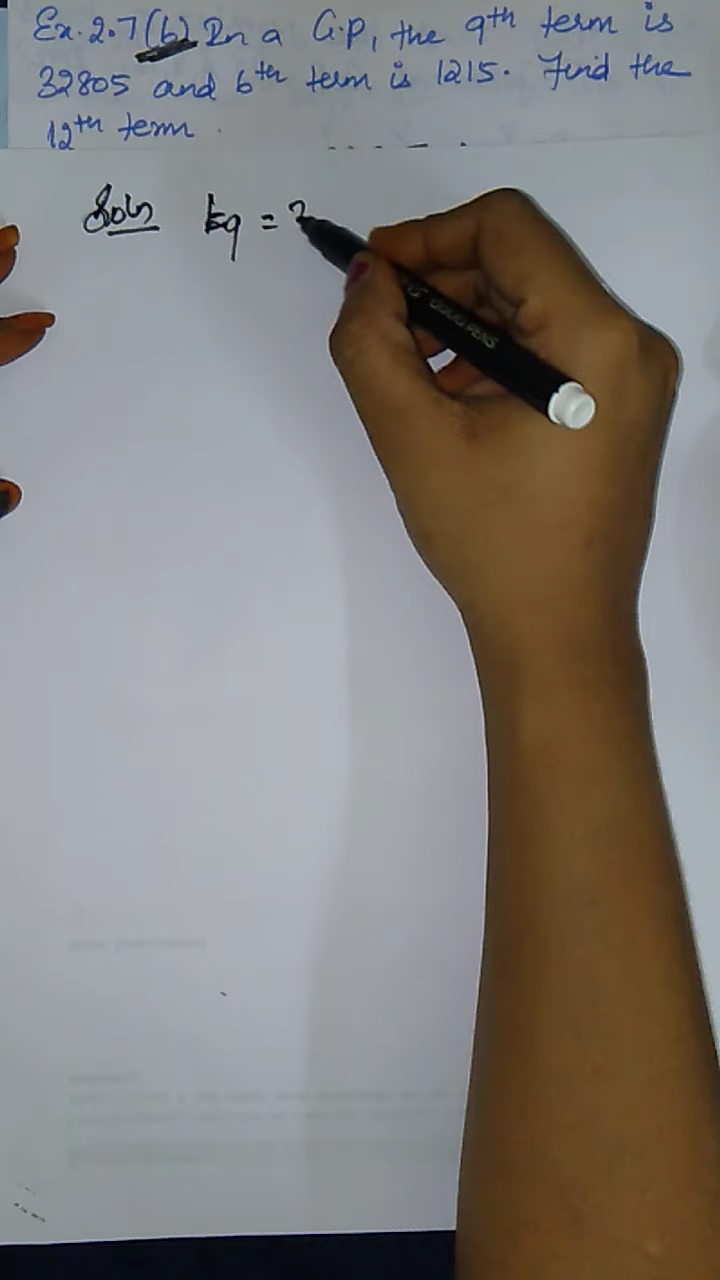 Ex. 2.7(b) In a G.P, the 9th term is
32805 and 6th term is 1215. Find the
12th term.
Soln t9 =